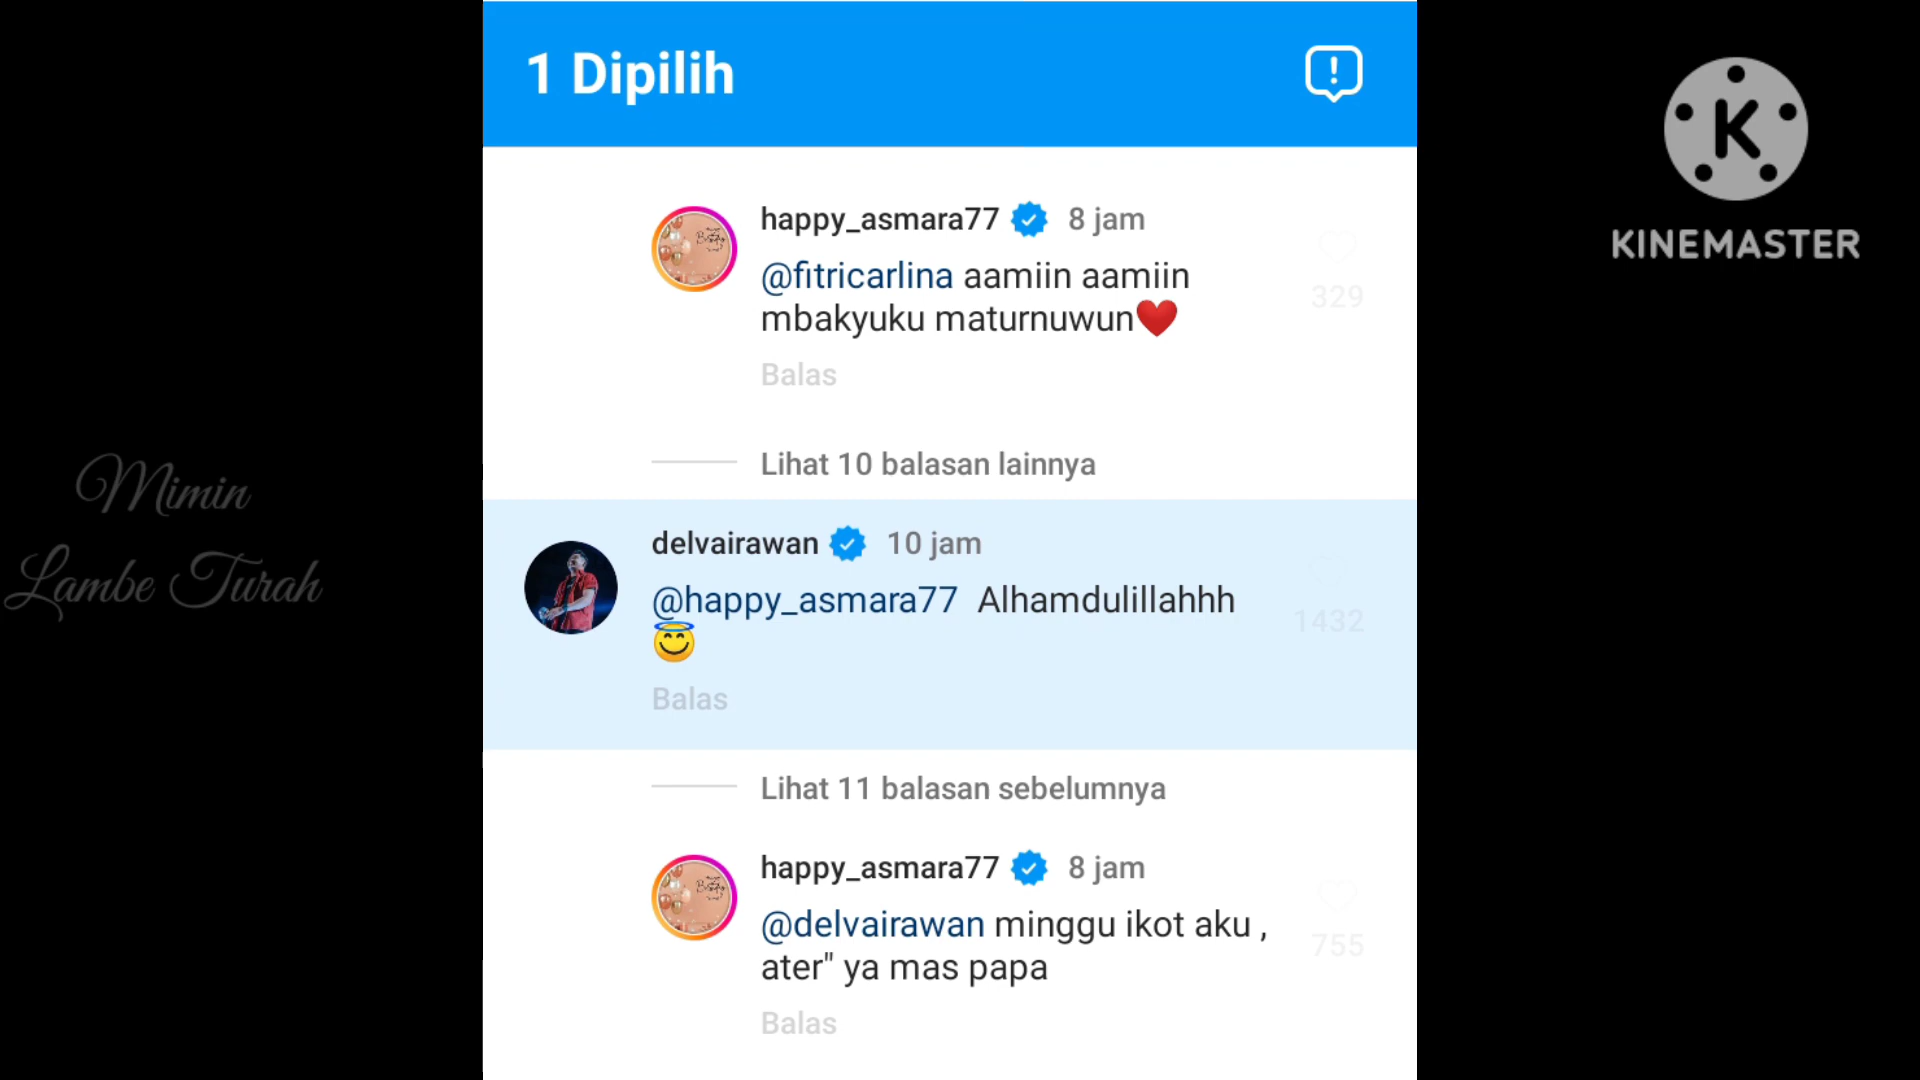 1 Dipilih
happy_asmara77 8 jam
@fitricarlina aamiin aamiin
mbakyuku maturnuwun❤️
329
Balas
Lihat 10 balasan lainnya
delvairawan 10 jam
@happy_asmara77 Alhamdulillahhh
😇
1432
Balas
Lihat 11 balasan sebelumnya
happy_asmara77 8 jam
@delvairawan minggu ikot aku ,
ater" ya mas papa
755
Balas
Mimin
Lambe Turah
K
KINEMASTER